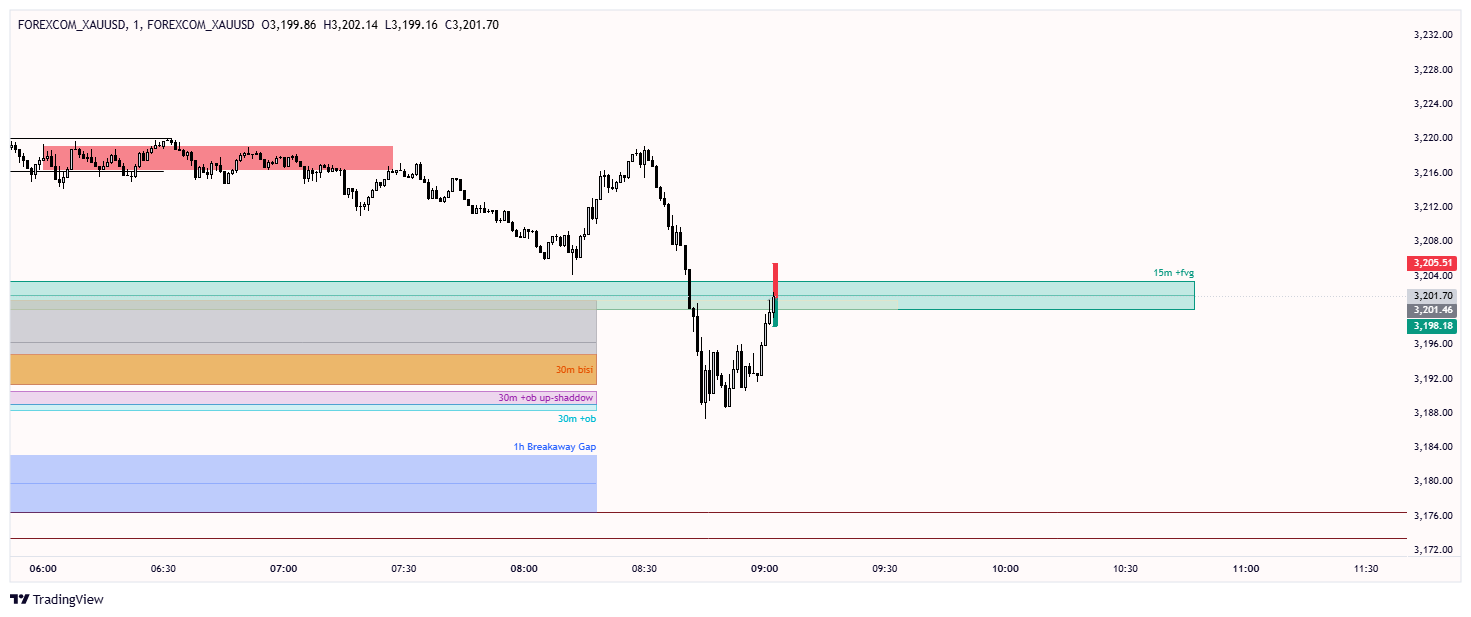 FOREXCOM_XAUUSD, 1, FOREXCOM_XAUUSD O3,199.86 H3,202.14 L3,199.16 C3,201.70
3,232.00
3,228.00
3,224.00
3,220.00
3,216.00
3,212.00
3,208.00
3,205.51
15m +fvg
3,204.00
3,201.70
3,201.46
3,198.18
3,196.00
30m bisi
3,192.00
30m +ob up-shaddow
3,188.00
30m +ob
1h Breakaway Gap
3,184.00
3,180.00
3,176.00
3,172.00
06:00 06:30 07:00 07:30 08:00 08:30 09:00 09:30 10:00 10:30 11:00 11:30
TradingView